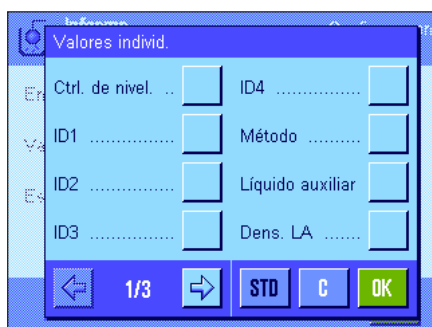 Valores individ.
Ctrl. de nivel. ..
ID4 ...............
ID1 ...............
Método .........
ID2 ...............
Líquido auxiliar
ID3 ...............
Dens. LA .......
1/3
STD
C
OK